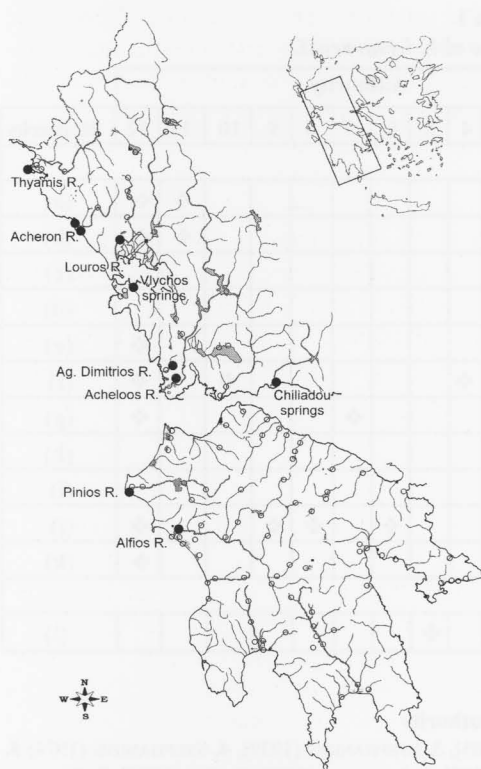 Thyamis R.
Acheron R.
Louros R.
Vlychos
springs
Ag. Dimitrios R.
Acheloos R.
Chiliadou
springs
Pinios R.
Alfios R.
N
W E
S